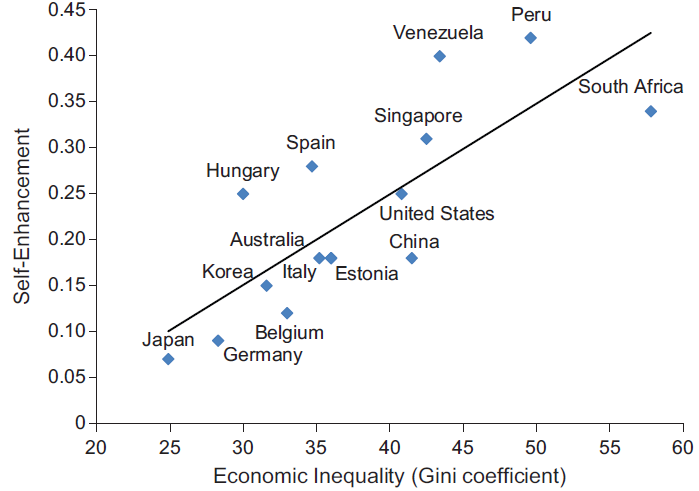 0.45
0.40
0.35
0.30
0.25
0.20
0.15
0.10
0.05
0
Self-Enhancement
Peru
Venezuela
South Africa
Singapore
Spain
Hungary
United States
Australia
China
Korea
Italy
Estonia
Belgium
Japan
Germany
20 25 30 35 40 45 50 55 60
Economic Inequality (Gini coefficient)